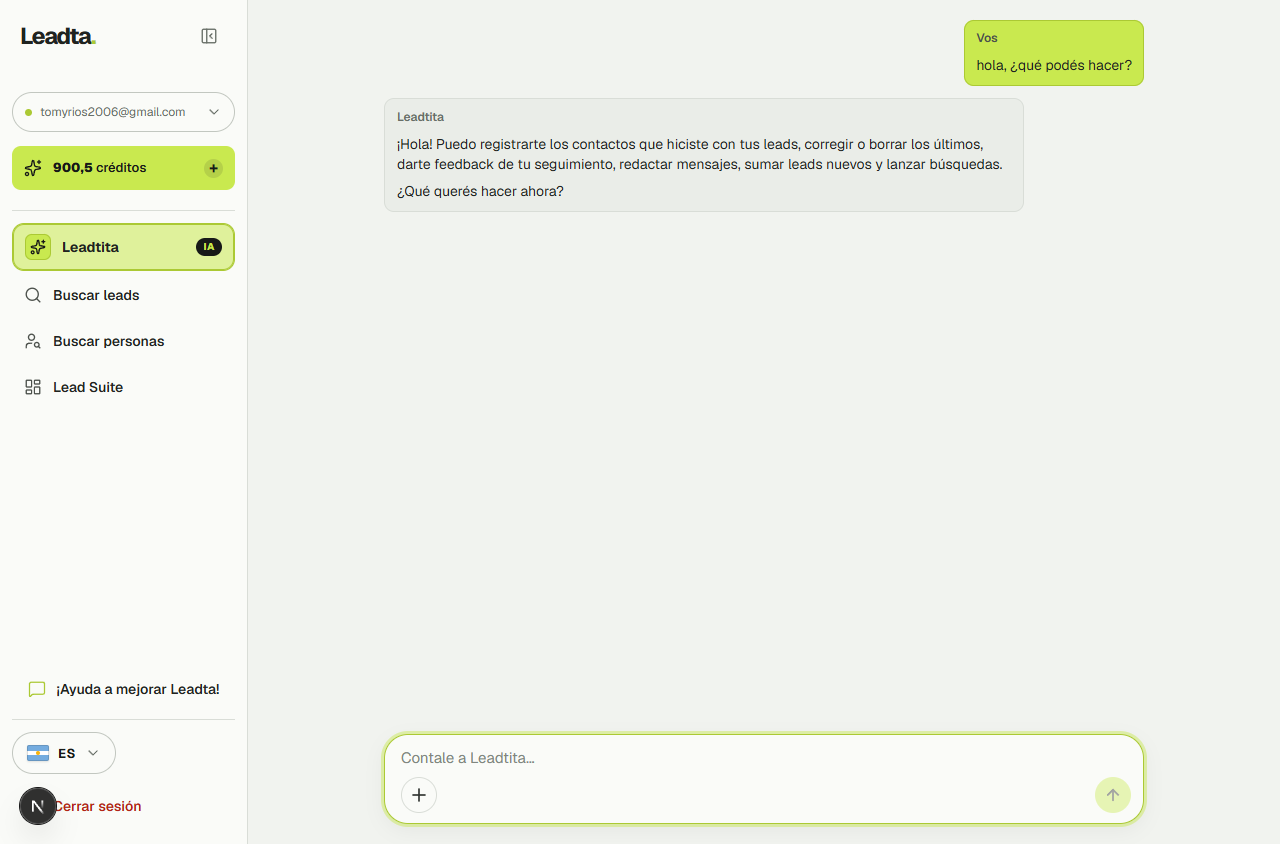 Leadta.
tomyrios2006@gmail.com
900,5 créditos
Leadtita
IA
Buscar leads
Buscar personas
Lead Suite
¡Ayuda a mejorar Leadta!
ES
N
Cerrar sesión
Vos
hola, ¿qué podés hacer?
Leadtita
¡Hola! Puedo registrarte los contactos que hiciste con tus leads, corregir o borrar los últimos,
darte feedback de tu seguimiento, redactar mensajes, sumar leads nuevos y lanzar búsquedas.
¿Qué querés hacer ahora?
Contale a Leadtita...